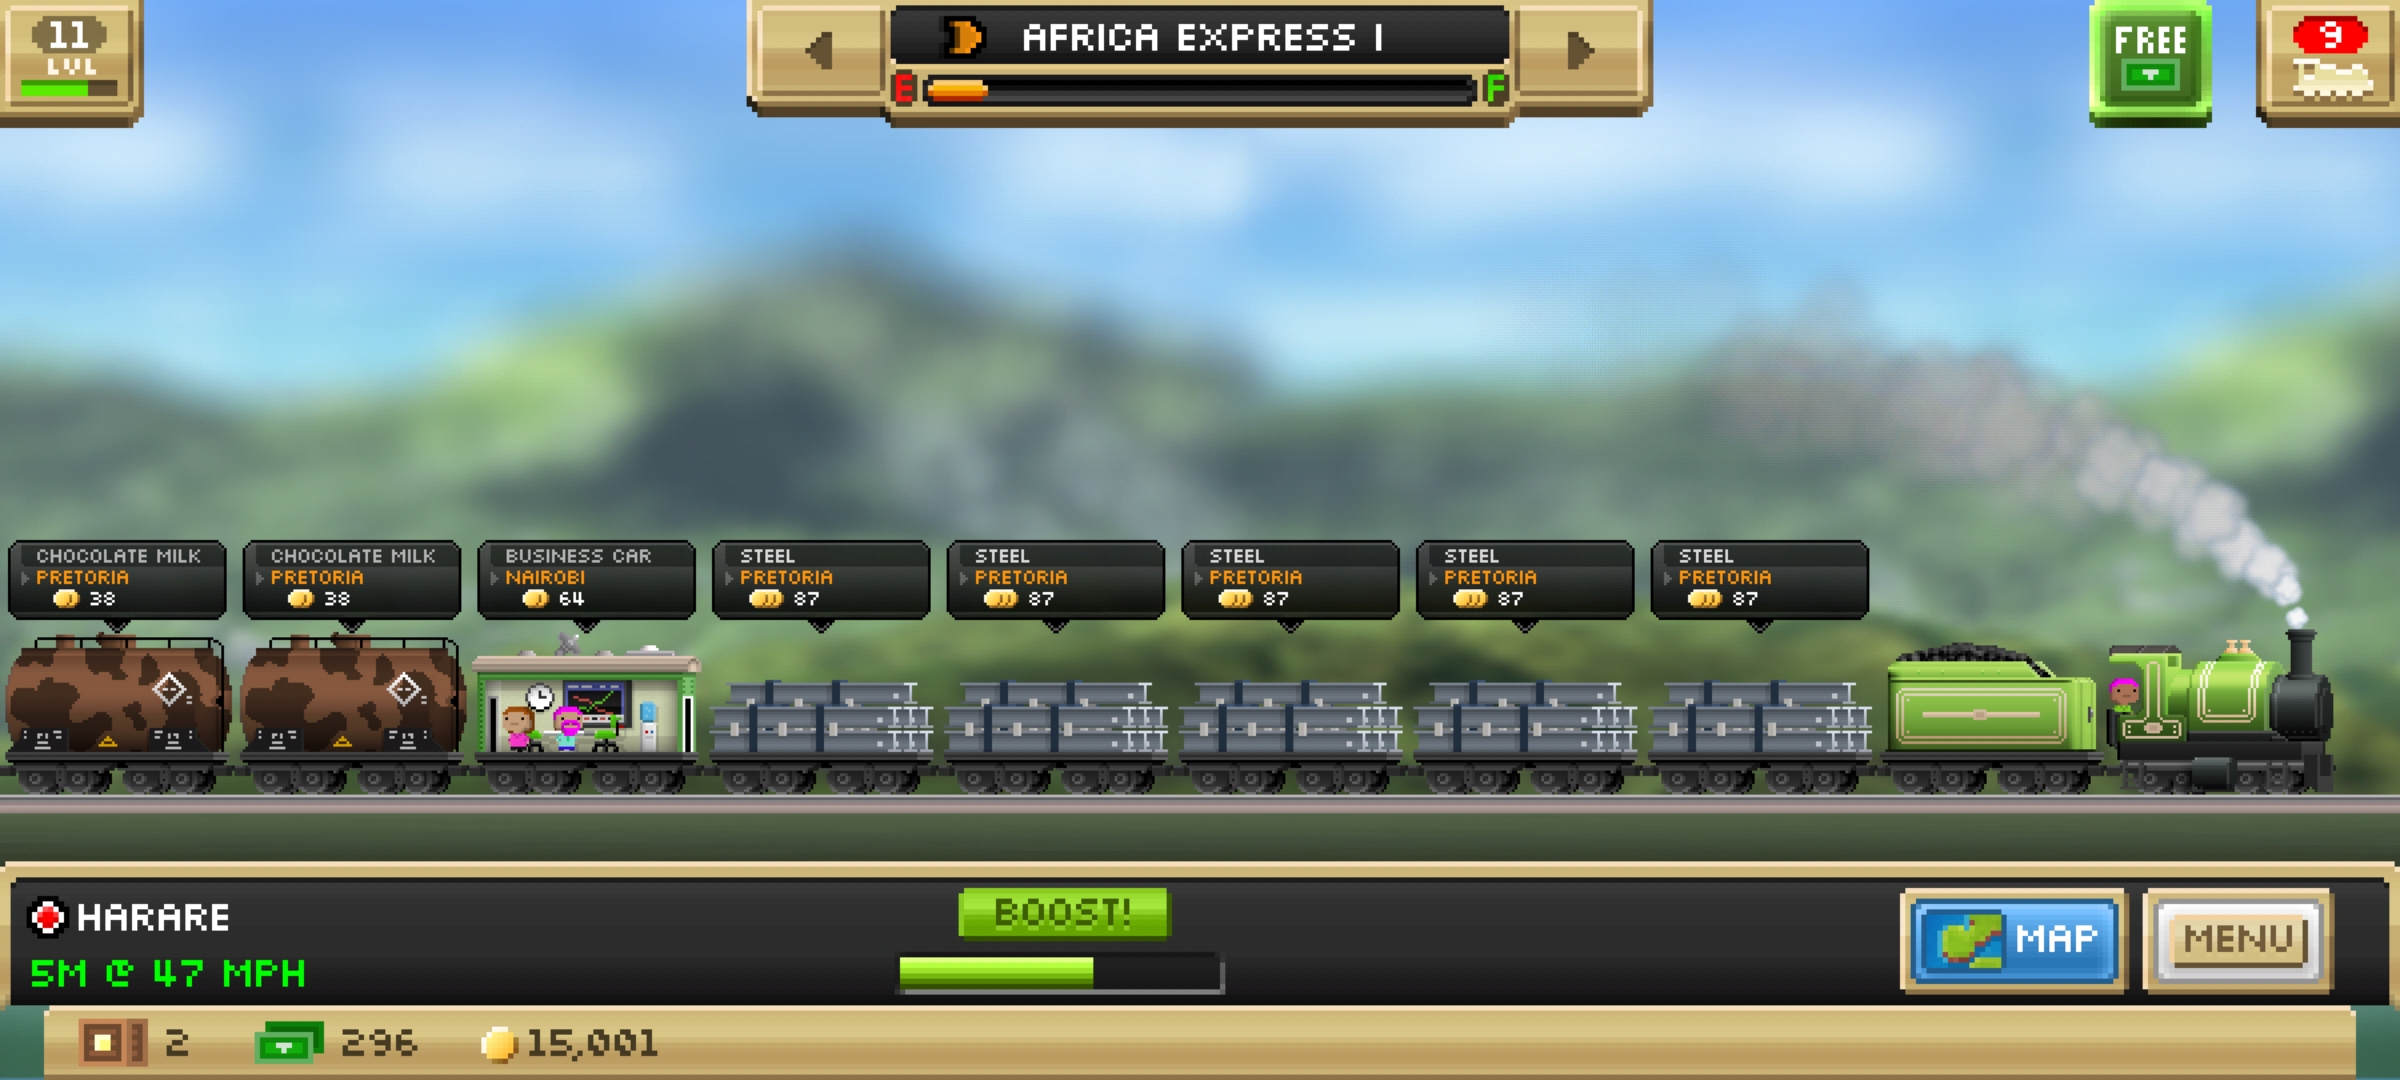 11
LVL
AFRICA EXPRESS I
E F
FREE
9
CHOCOLATE MILK
PRETORIA
38
CHOCOLATE MILK
PRETORIA
38
BUSINESS CAR
NAIROBI
64
STEEL
PRETORIA
87
STEEL
PRETORIA
87
STEEL
PRETORIA
87
STEEL
PRETORIA
87
STEEL
PRETORIA
87
HARARE
5M @ 47 MPH
BOOST!
MAP
MENU
2
296
15,001